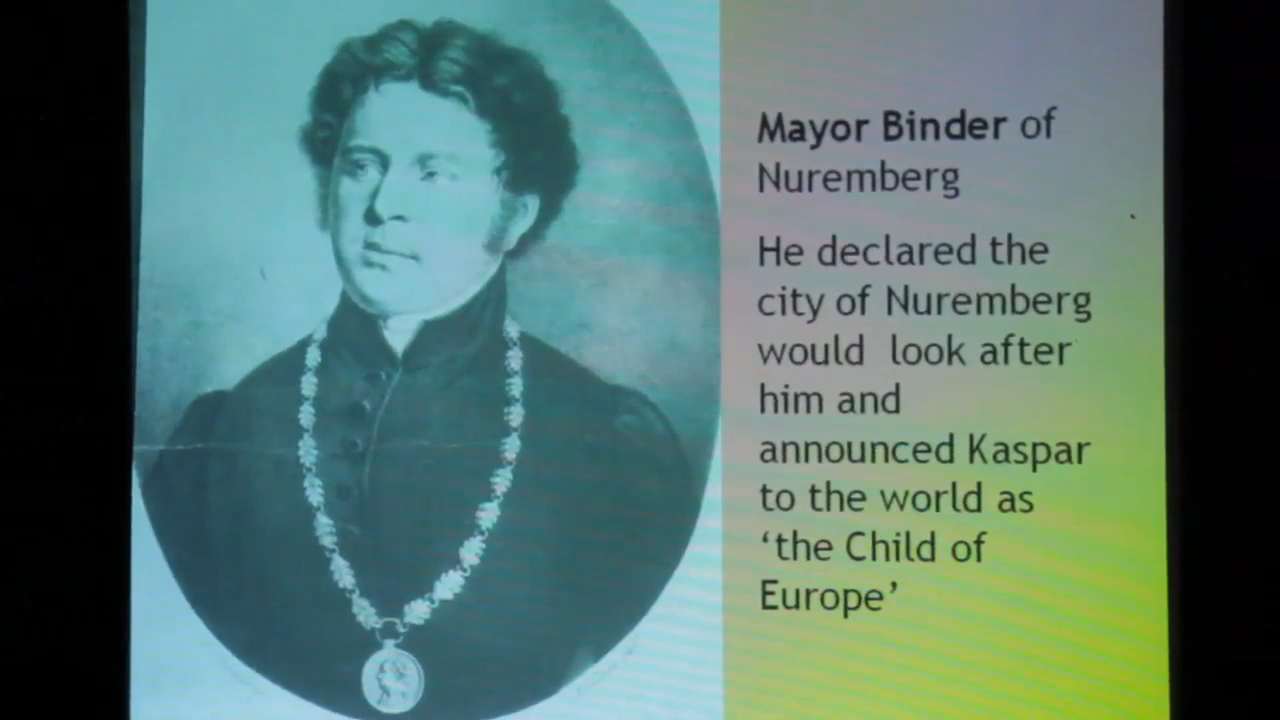 Mayor Binder of
Nuremberg
He declared the
city of Nuremberg
would look after
him and
announced Kaspar
to the world as
‘the Child of
Europe’